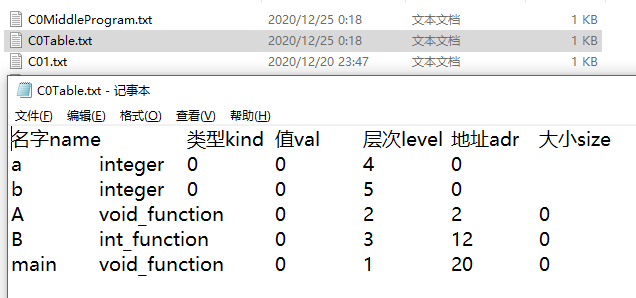 C0MiddleProgram.txt 2020/12/25 0:18 文本文档 1 KB
C0Table.txt 2020/12/25 0:18 文本文档 1 KB
C01.txt 2020/12/20 23:47 文本文档 1 KB
C0Table.txt - 记事本
文件(F) 编辑(E) 格式(O) 查看(V) 帮助(H)
名字name 类型kind 值val 层次level 地址adr 大小size
a integer 0 0 4 0
b integer 0 0 5 0
A void_function 0 2 2 0
B int_function 0 3 12 0
main void_function 0 1 20 0